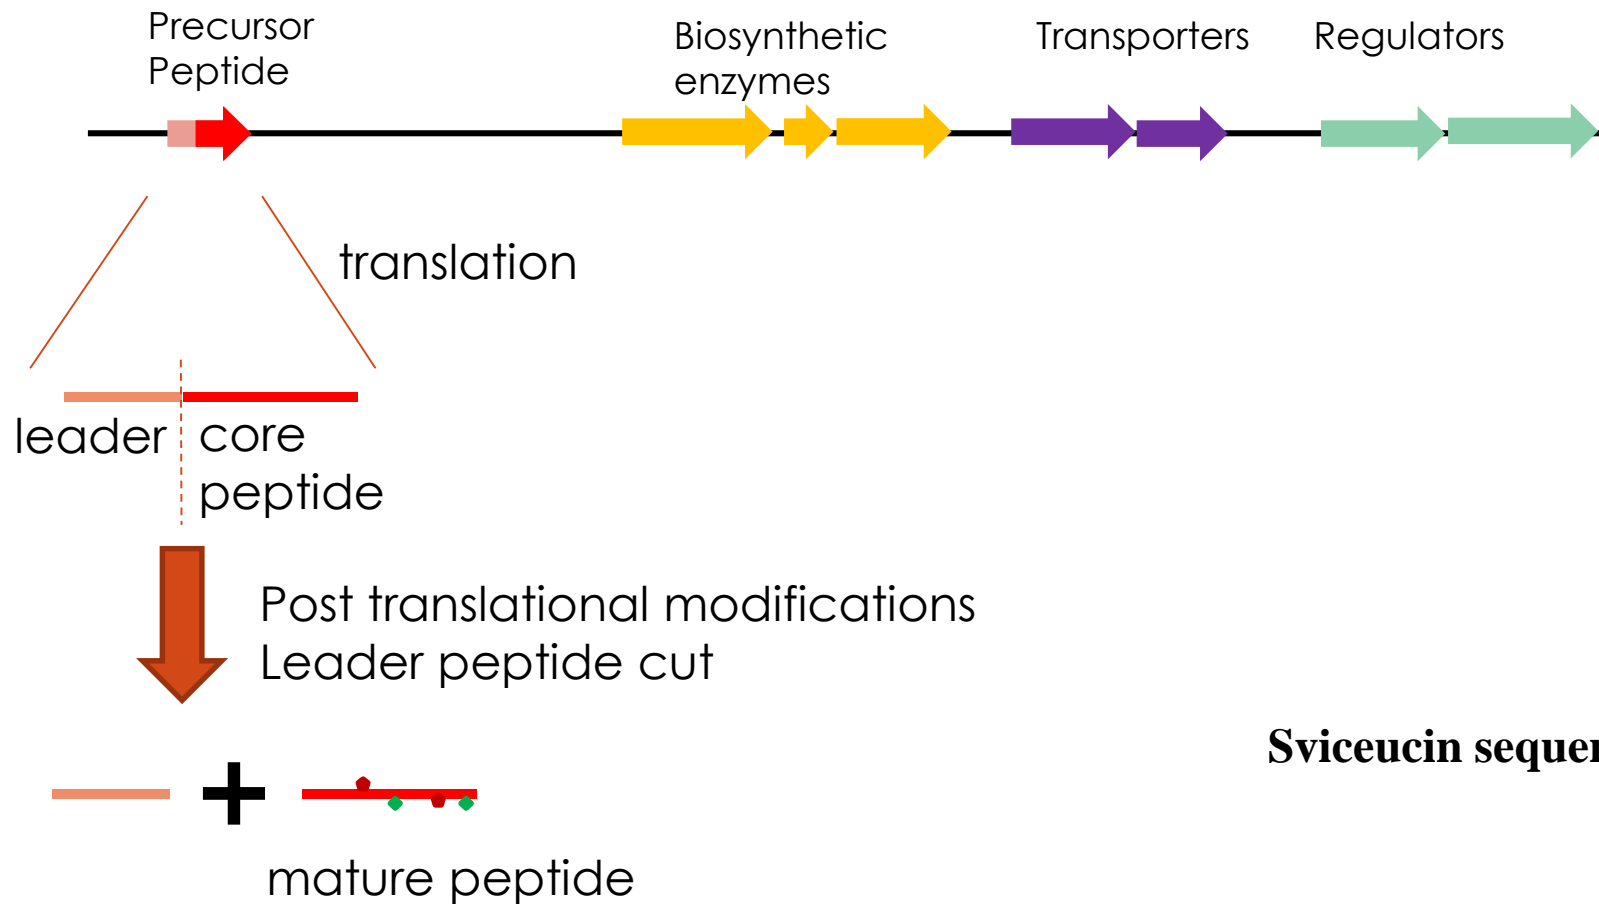 Precursor
Peptide
Biosynthetic
enzymes
Transporters
Regulators
translation
leader
core
peptide
Post translational modifications
Leader peptide cut
Sviceucin
mature peptide